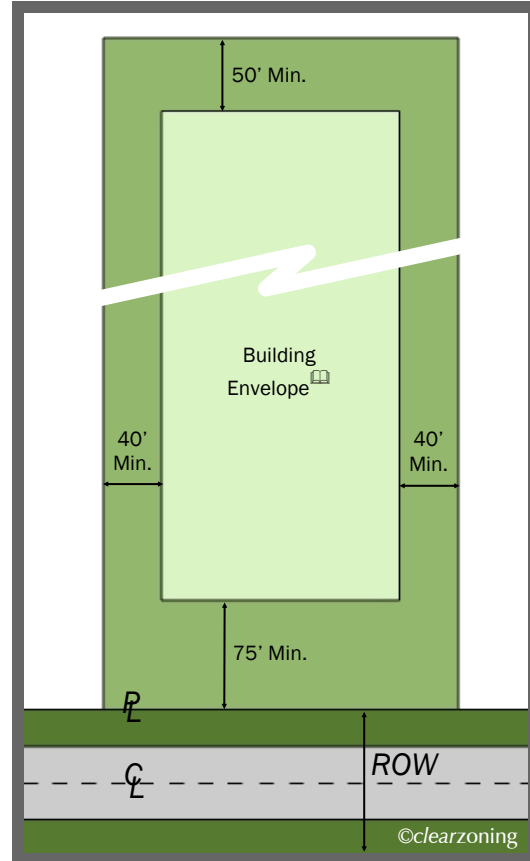 50’ Min.
Building
Envelope
40’
Min.
40’
Min.
75’ Min.
PL
CL
ROW
©clearzoning